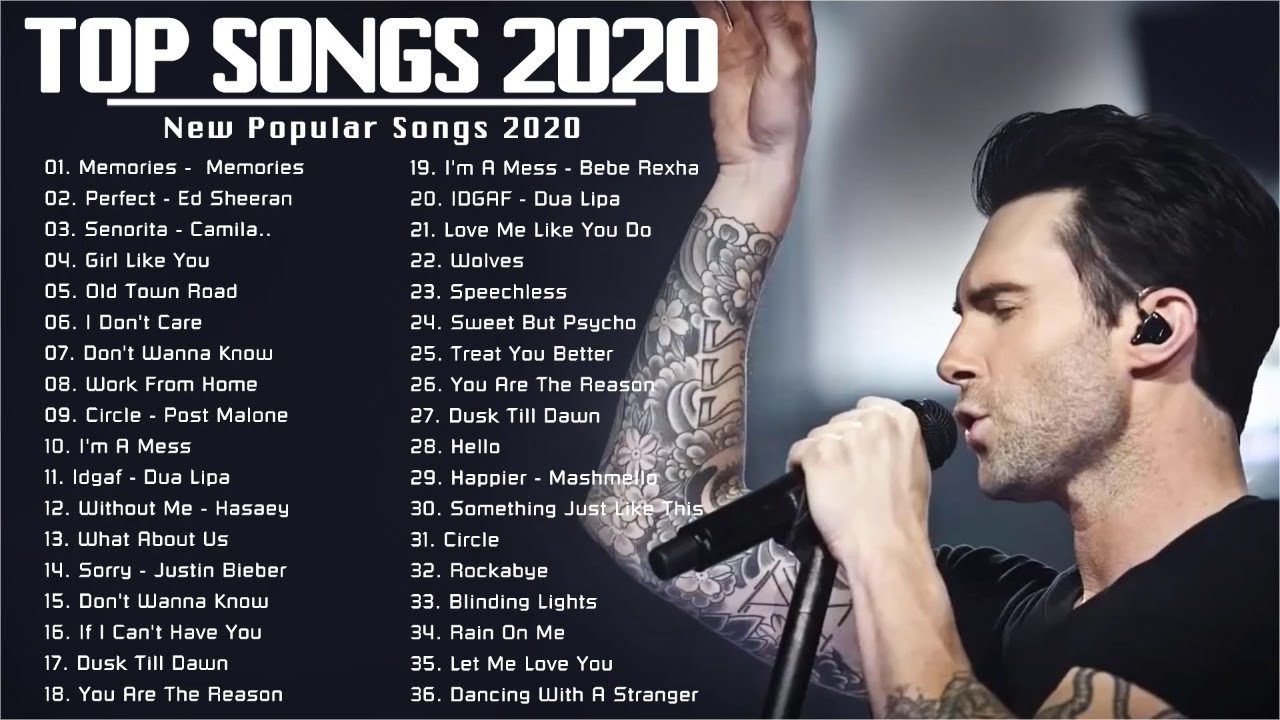 TOP SONGS 2020
New Popular Songs 2020
01. Memories - Memories
02. Perfect - Ed Sheeran
03. Senorita - Camila..
04. Girl Like You
05. Old Town Road
06. I Don't Care
07. Don't Wanna Know
08. Work From Home
09. Circle - Post Malone
10. I'm A Mess
11. Idgaf - Dua Lipa
12. Without Me - Hasaey
13. What About Us
14. Sorry - Justin Bieber
15. Don't Wanna Know
16. If I Can't Have You
17. Dusk Till Dawn
18. You Are The Reason
19. I'm A Mess - Bebe Rexha
20. IDGAF - Dua Lipa
21. Love Me Like You Do
22. Wolves
23. Speechless
24. Sweet But Psycho
25. Treat You Better
26. You Are The Reason
27. Dusk Till Dawn
28. Hello
29. Happier - Mashmello
30. Something Just Like This
31. Circle
32. Rockabye
33. Blinding Lights
34. Rain On Me
35. Let Me Love You
36. Dancing With A Stranger